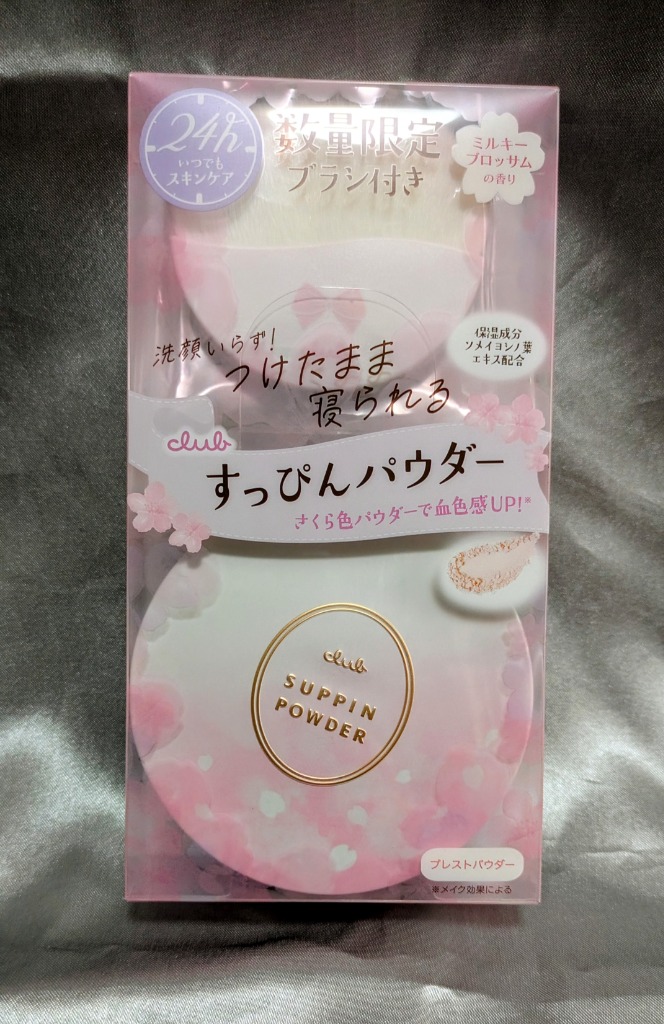 24h
いつでも
スキンケア
数量限定
ブラシ付き
ミルキー
ブロッサム
の香り
保湿成分
ソメイヨシノ葉
エキス配合
洗顔いらず!
つけたまま
寝られる
club
すっぴんパウダー
さくら色パウダーで血色感UP!※
club
SUPPIN
POWDER
プレストパウダー
※メイク効果による